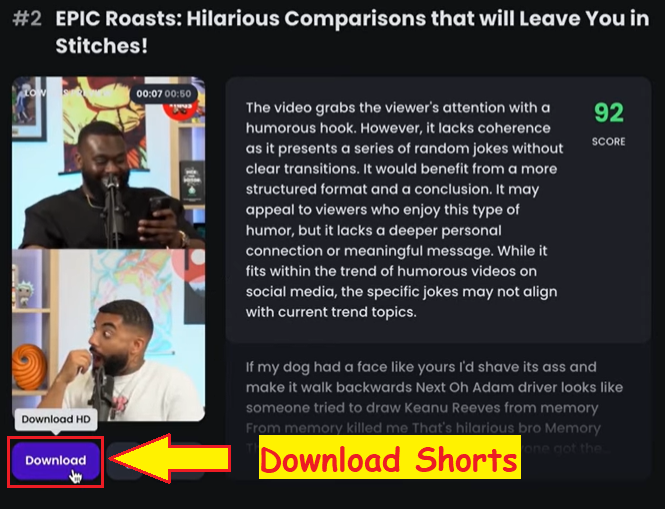 #2 EPIC Roasts: Hilarious Comparisons that will Leave You in
Stitches!
00:07 00:50
The video grabs the viewer's attention with a
humorous hook. However, it lacks coherence
as it presents a series of random jokes without
clear transitions. It would benefit from a more
structured format and a conclusion. It may
appeal to viewers who enjoy this type of
humor, but it lacks a deeper personal
connection or meaningful message. While it
fits within the trend of humorous videos on
social media, the specific jokes may not align
with current trend topics.
92
SCORE
If my dog had a face like yours I'd shave its ass and
make it walk backwards Next Oh Adam driver looks like
someone tried to draw Keanu Reeves from memory
From memory killed me That's hilarious bro Memory
one got the...
Download HD
Download
Download Shorts